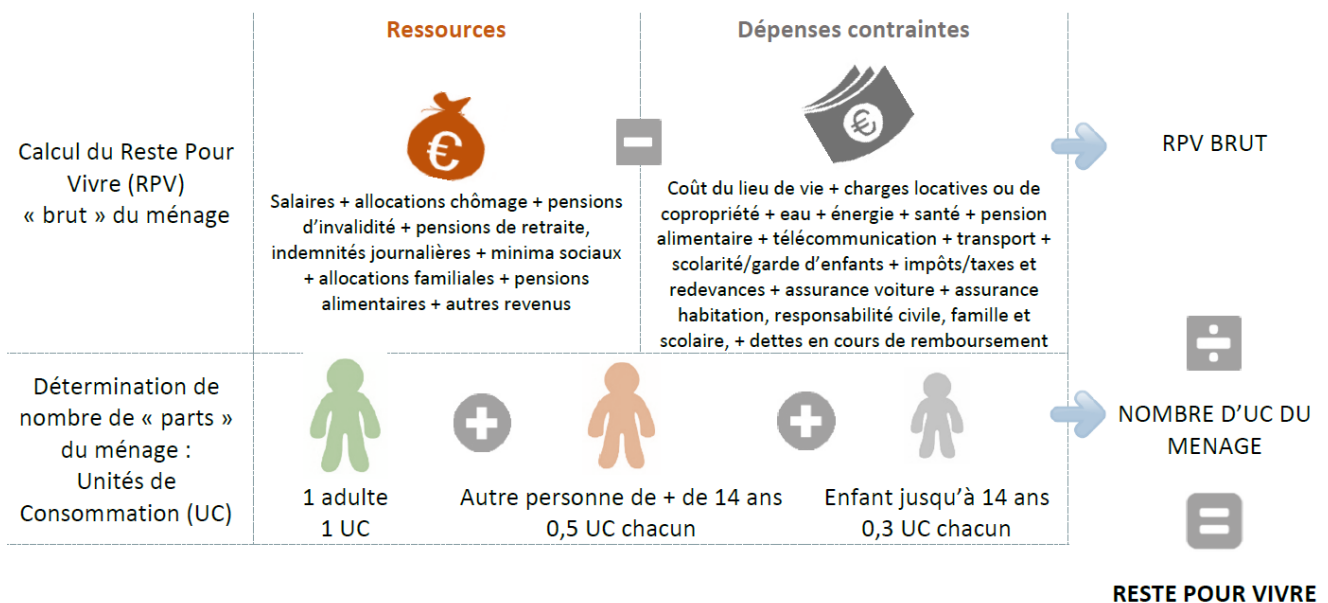 Ressources
Dépenses contraintes
Calcul du Reste Pour
Vivre (RPV)
« brut » du ménage
€
Salaires + allocations chômage + pensions
d’invalidité + pensions de retraite,
indemnités journalières + minima sociaux
+ allocations familiales + pensions
alimentaires + autres revenus
€
Coût du lieu de vie + charges locatives ou de
copropriété + eau + énergie + santé + pension
alimentaire + télécommunication + transport +
scolarité/garde d’enfants + impôts/taxes et
redevances + assurance voiture + assurance
habitation, responsabilité civile, famille et
scolaire, + dettes en cours de remboursement
RPV BRUT
Détermination de
nombre de « parts »
du ménage :
Unités de
Consommation (UC)
1 adulte
1 UC
Autre personne de + de 14 ans
0,5 UC chacun
Enfant jusqu’à 14 ans
0,3 UC chacun
NOMBRE D’UC DU
MENAGE
RESTE POUR VIVRE